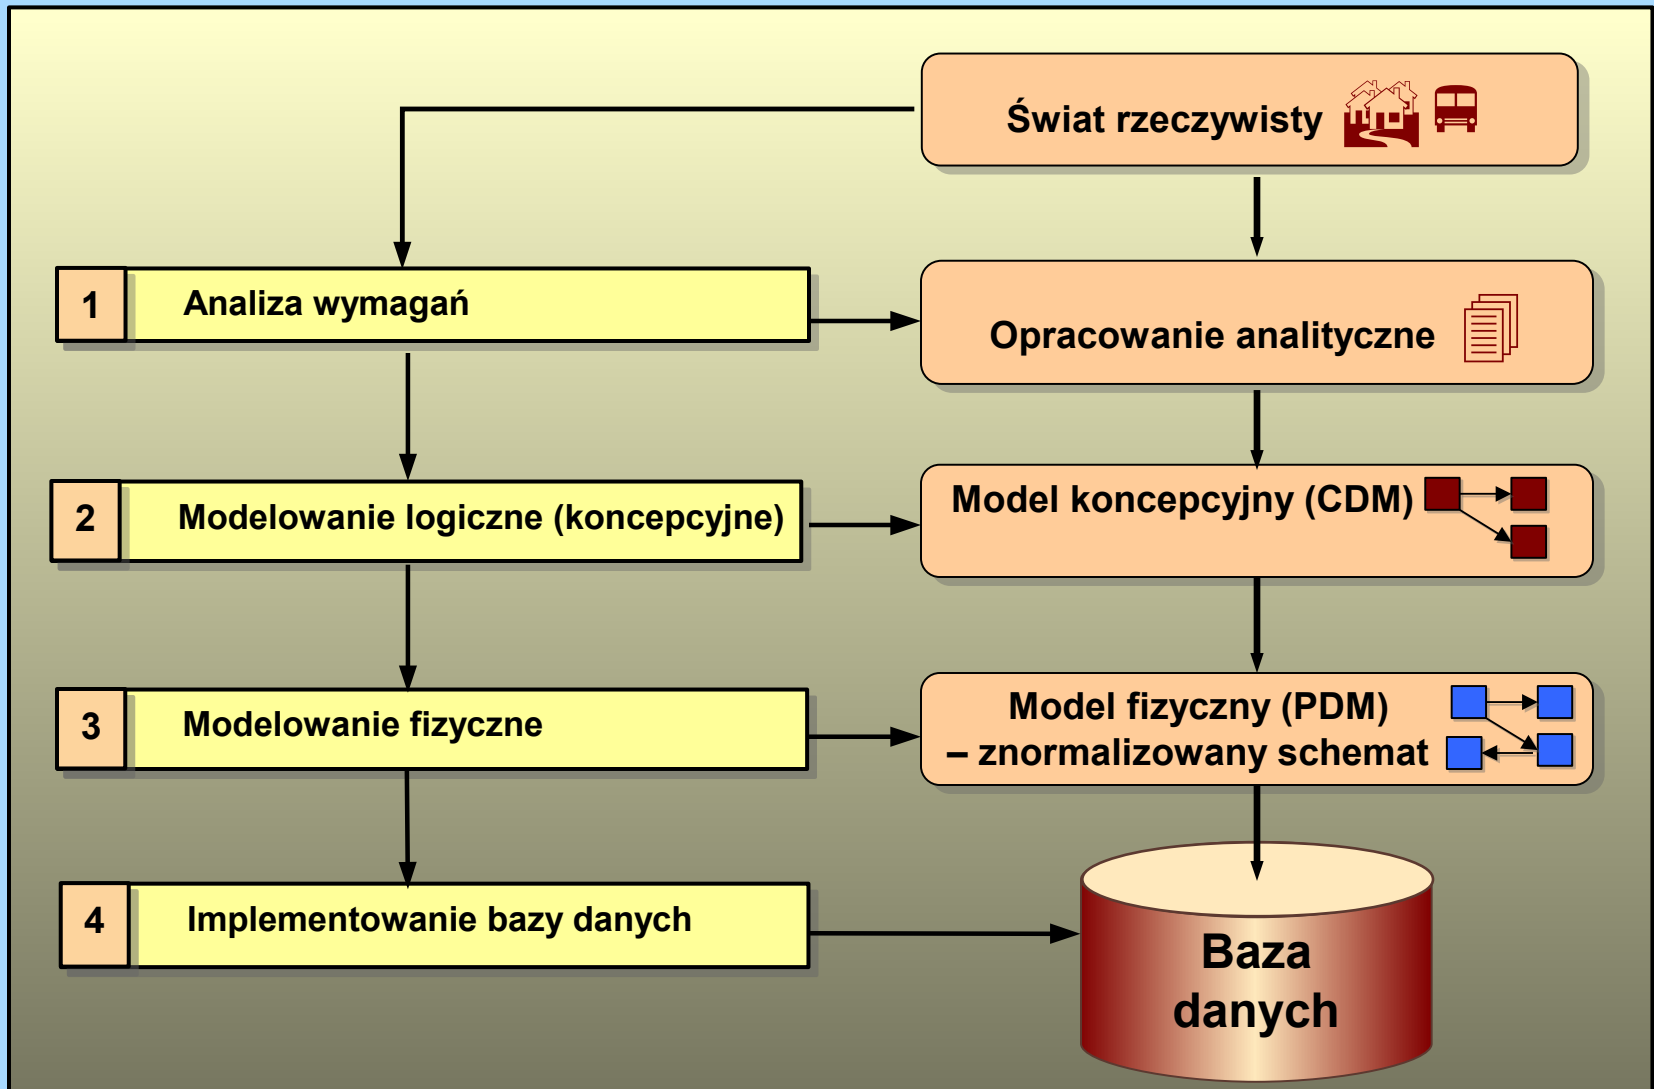 Świat rzeczywisty
1
Analiza wymagań
Opracowanie analityczne
2
Modelowanie logiczne (koncepcyjne)
Model koncepcyjny (CDM)
3
Modelowanie fizyczne
Model fizyczny (PDM)
– znormalizowany schemat
4
Implementowanie bazy danych
Baza
danych